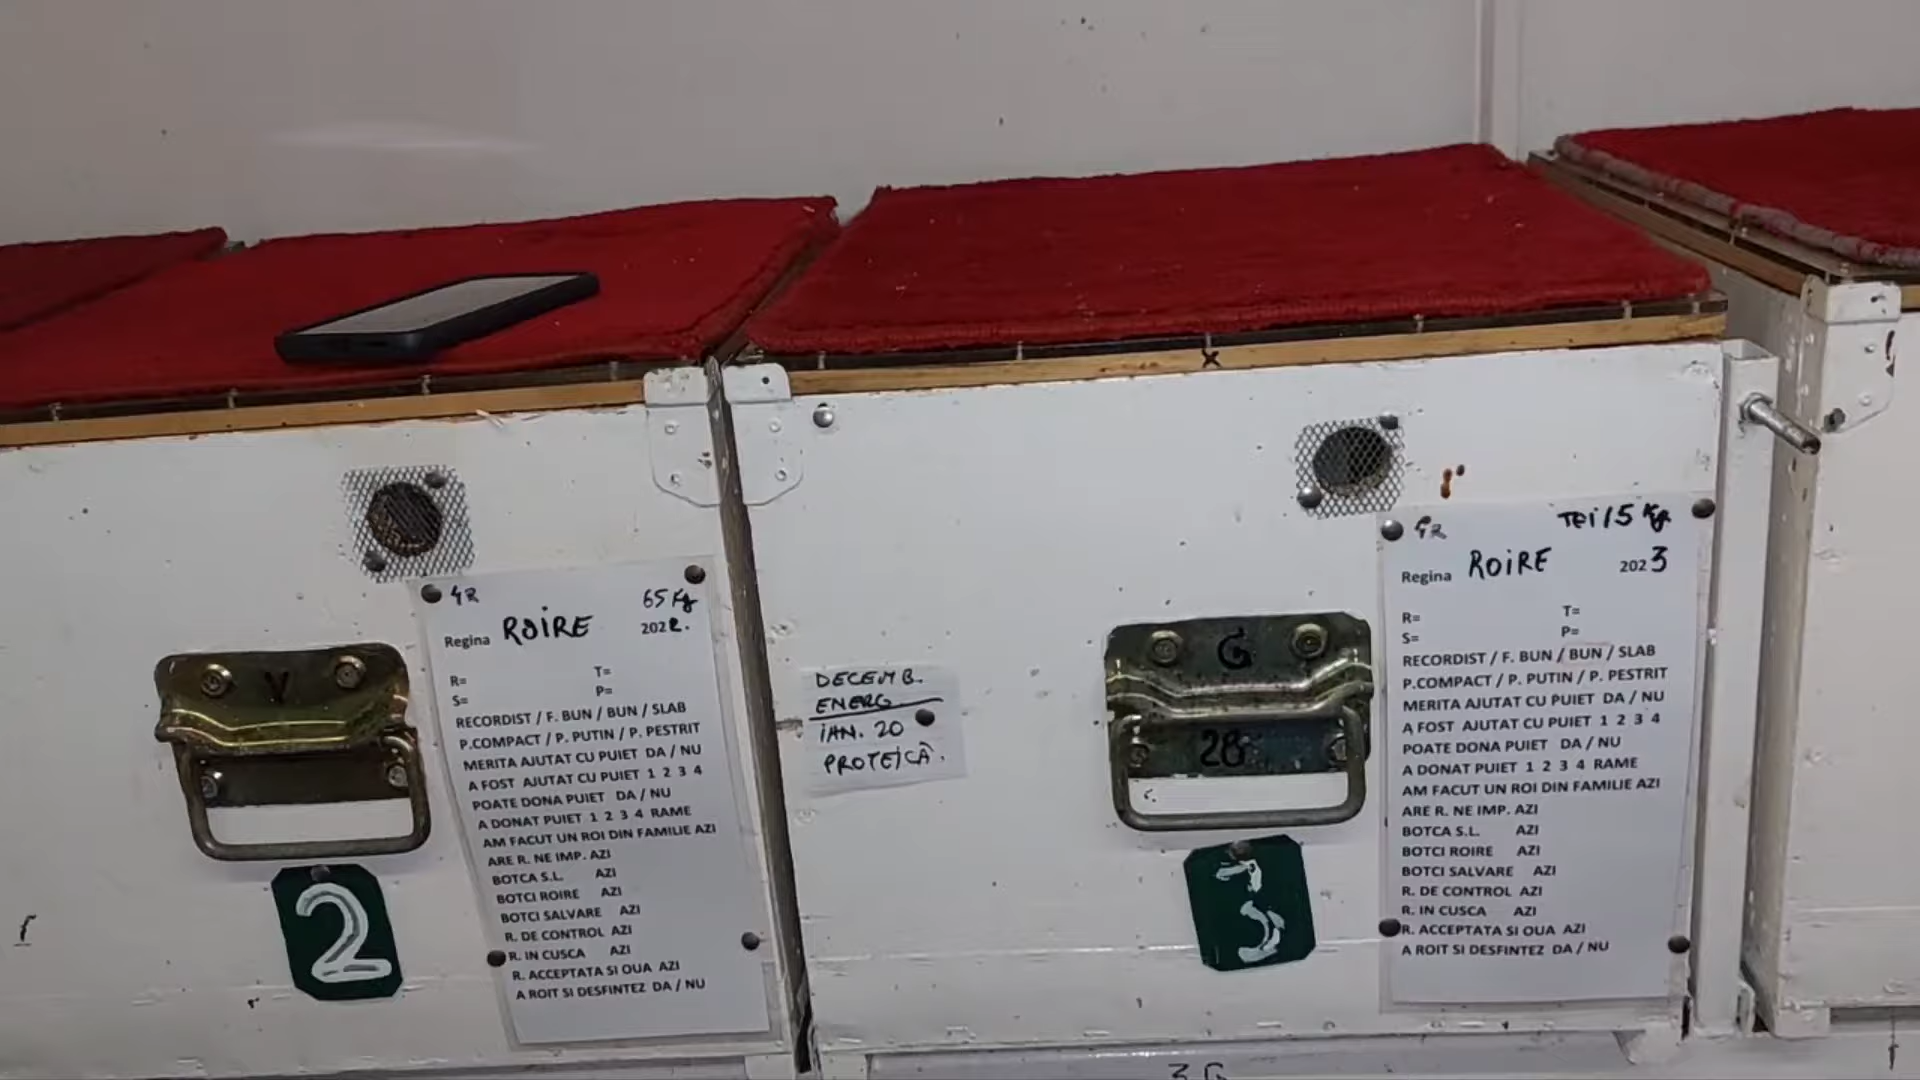 V
2
4R
65 Kg
Regina ROIRE 2022.
R= T=
S= P=
RECORDIST / F. BUN / BUN / SLAB
P.COMPACT / P. PUTIN / P. PESTRIT
MERITA AJUTAT CU PUIET DA / NU
A FOST AJUTAT CU PUIET 1 2 3 4
POATE DONA PUIET DA / NU
A DONAT PUIET 1 2 3 4 RAME
AM FACUT UN ROI DIN FAMILIE AZI
ARE R. NE IMP. AZI
BOTCA S.L. AZI
BOTCI ROIRE AZI
BOTCI SALVARE AZI
R. DE CONTROL AZI
R. IN CUSCA AZI
R. ACCEPTATA SI OUA AZI
A ROIT SI DESFINTEZ DA / NU
DECEMB.
ENERG.
IAN. 20
PROTEICĂ.
X
G
28
3
4R TEI 15 Kg
Regina ROIRE 2023
R= T=
S= P=
RECORDIST / F. BUN / BUN / SLAB
P.COMPACT / P. PUTIN / P. PESTRIT
MERITA AJUTAT CU PUIET DA / NU
A FOST AJUTAT CU PUIET 1 2 3 4
POATE DONA PUIET DA / NU
A DONAT PUIET 1 2 3 4 RAME
AM FACUT UN ROI DIN FAMILIE AZI
ARE R. NE IMP. AZI
BOTCA S.L. AZI
BOTCI ROIRE AZI
BOTCI SALVARE AZI
R. DE CONTROL AZI
R. IN CUSCA AZI
R. ACCEPTATA SI OUA AZI
A ROIT SI DESFINTEZ DA / NU
3 G